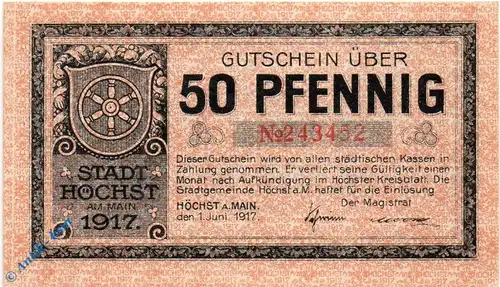 GUTSCHEIN ÜBER
50 PFENNIG
No 243452
Dieser Gutschein wird von allen städtischen Kassen in
Zahlung genommen. Er verliert seine Gültigkeit einen
Monat nach Aufkündigung im Höchster Kreisblatt. Die
Stadtgemeinde Höchst a.M. haftet für die Einlösung.
HÖCHST A. MAIN.
den 1. Juni 1917.
Der Magistrat
STADT
HÖCHST
AM MAIN
1917.